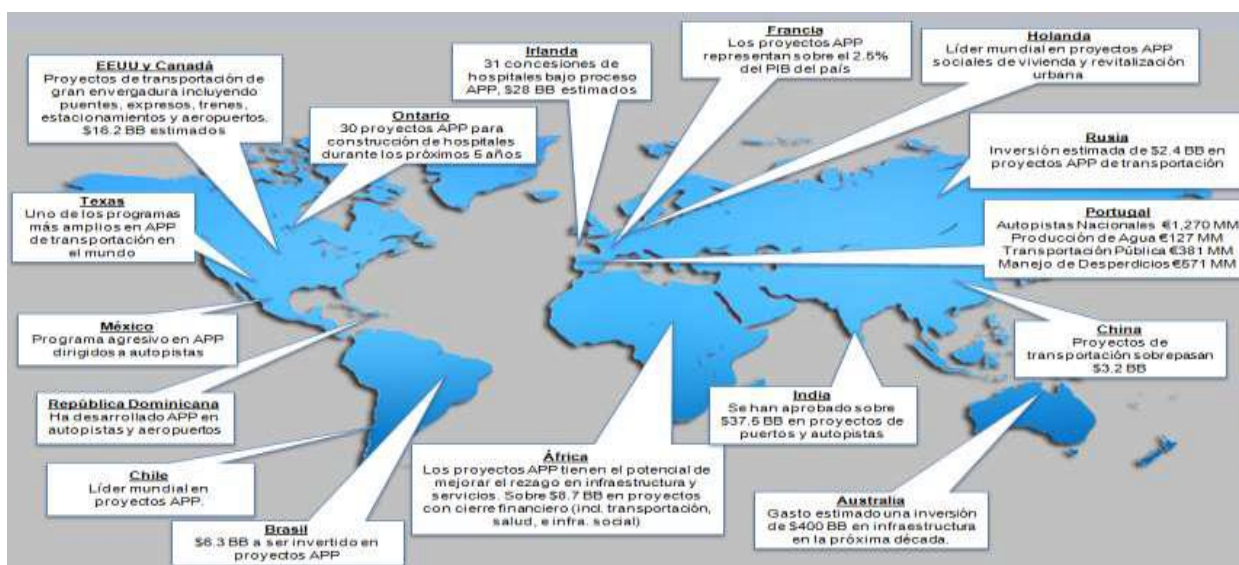 EEUU y Canadá
Proyectos de transportación de
gran envergadura incluyendo
puentes, expresos, trenes,
estacionamientos y aeropuertos.
$16.2 BB estimados
Ontario
30 proyectos APP para
construcción de hospitales
durante los próximos 5 años
Irlanda
31 concesiones de
hospitales bajo proceso
APP, $28 BB estimados
Francia
Los proyectos APP
representan sobre el 2.5%
del PIB del país
Holanda
Líder mundial en proyectos APP
sociales de vivienda y revitalización
urbana
Rusia
Inversión estimada de $2.4 BB en
proyectos APP de transportación
Texas
Uno de los programas
más amplios en APP
de transportación en
el mundo
Portugal
Autopistas Nacionales €1,270 MM
Producción de Agua €127 MM
Transportación Pública €381 MM
Manejo de Desperdicios €571 MM
México
Programa agresivo en APP
dirigidos a autopistas
China
Proyectos de
transportación sobrepasan
$3.2 BB
República Dominicana
Ha desarrollado APP en
autopistas y aeropuertos
India
Se han aprobado sobre
$37.5 BB en proyectos de
puertos y autopistas
Chile
Líder mundial en
proyectos APP.
África
Los proyectos APP tienen el potencial de
mejorar el rezago en infraestructura y
servicios. Sobre $8.7 BB en proyectos
con cierre financiero (incl. transportación,
salud, e infra. social)
Brasil
$6.3 BB a ser invertido en
proyectos APP
Australia
Gasto estimado una inversión
de $400 BB en infraestructura
en la próxima década.